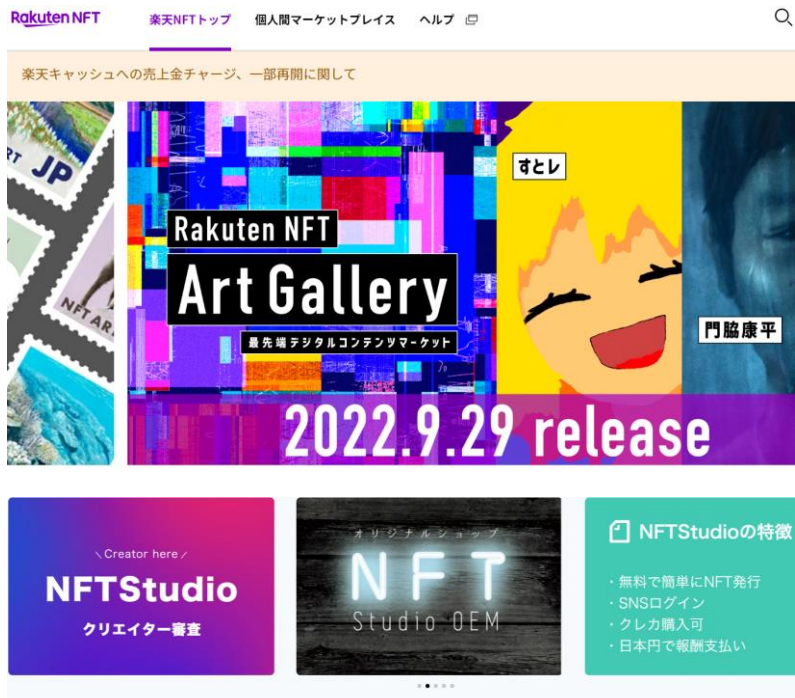 Rakuten NFT
楽天NFTトップ
個人間マーケットプレイス
ヘルプ
楽天キャッシュへの売上金チャージ、一部再開に関して
JP
NFT AR
Rakuten NFT
Art Gallery
最先端デジタルコンテンツマーケット
すとレ
門脇康平
2022.9.29 release
\ Creator here /
NFTStudio
クリエイター審査
オリジナルショップ
NFT
Studio OEM
NFTStudioの特徴
・無料で簡単にNFT発行
・SNSログイン
・クレカ購入可
・日本円で報酬支払い